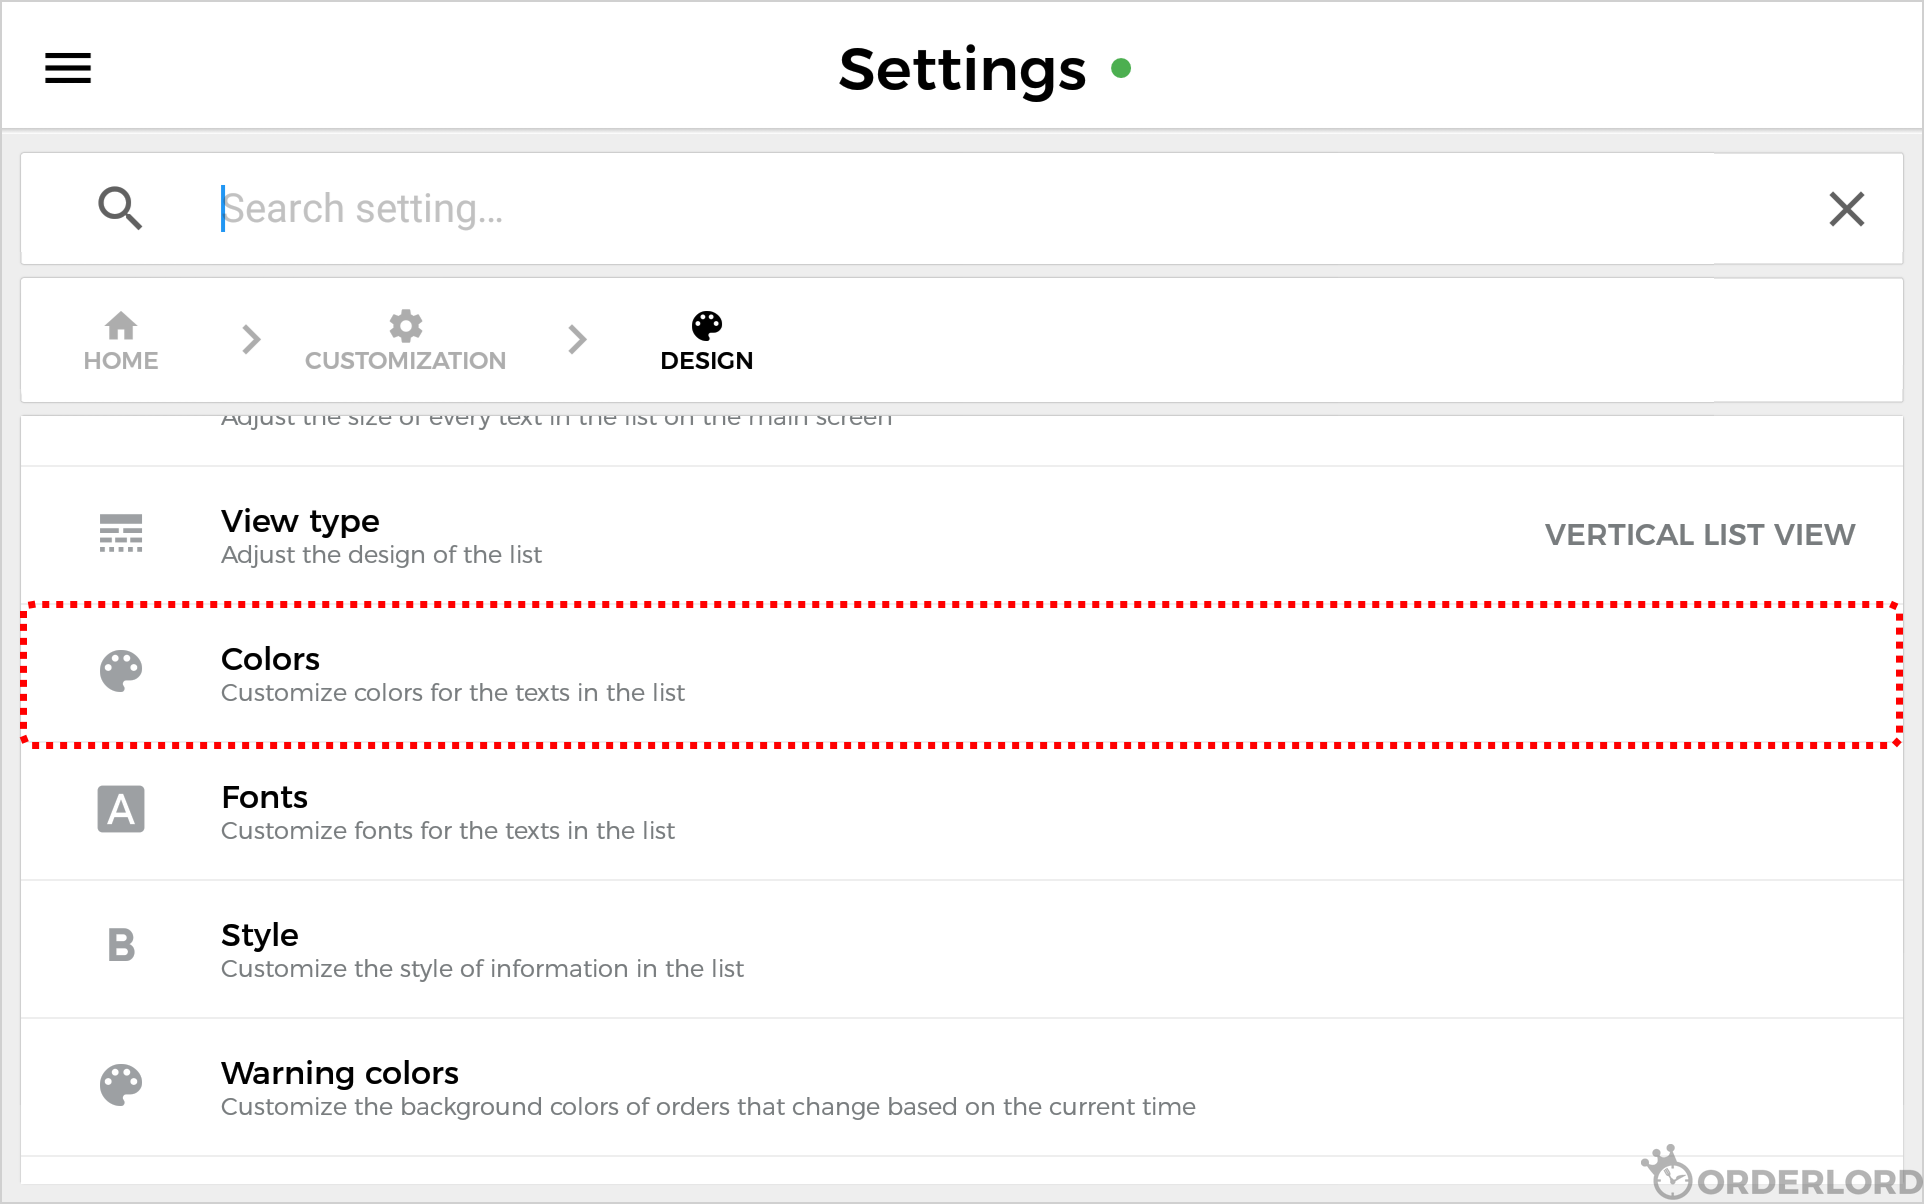 Settings
Search setting...
HOME
CUSTOMIZATION
DESIGN
Adjust the size of every text in the list on the main screen
View type
Adjust the design of the list
VERTICAL LIST VIEW
Colors
Customize colors for the texts in the list
A
Fonts
Customize fonts for the texts in the list
B
Style
Customize the style of information in the list
Warning colors
Customize the background colors of orders that change based on the current time
ORDERLORD